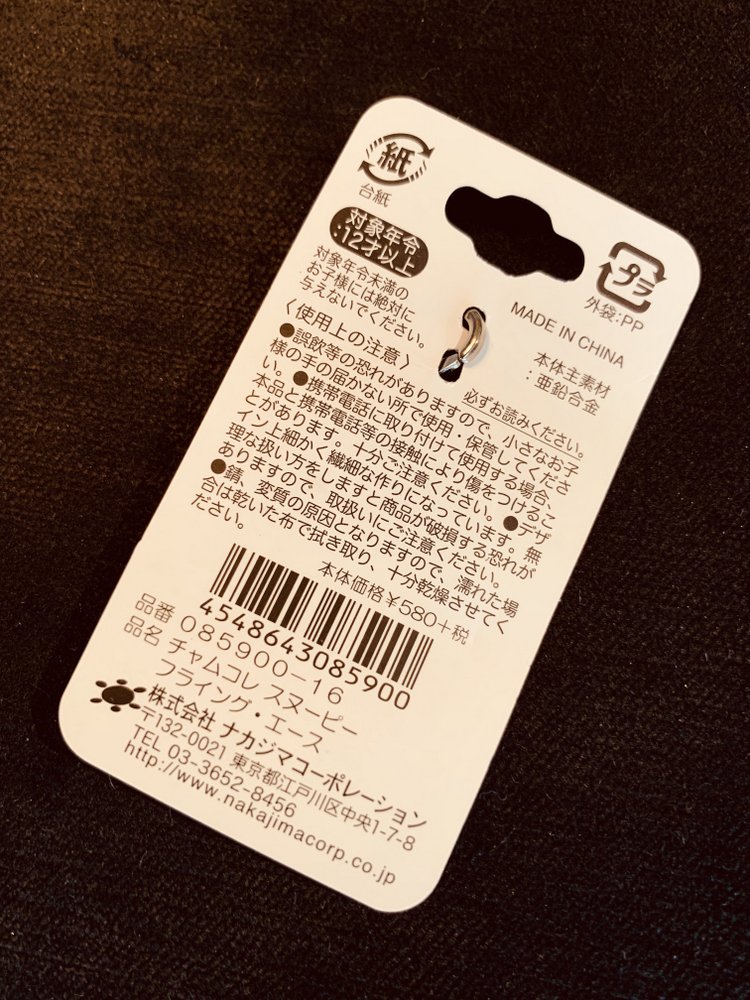 紙
台紙
プラ
外袋:PP
対象年令
:12才以上
対象年令未満の
お子様には絶対に
与えないでください。
MADE IN CHINA
本体主素材
:亜鉛合金
〈使用上の注意〉
必ずお読みください。
●誤飲等の恐れがありますので、小さなお子
様の手の届かない所で使用・保管してくださ
い。●携帯電話に取り付けて使用する場合、
本品と携帯電話等の接触により傷をつけるこ
とがあります。十分ご注意ください。●デザ
イン上細かく繊細な作りになっています。無
理な扱い方をしますと商品が破損する恐れが
ありますので、取扱いにご注意ください。
●錆、変質の原因となりますので、濡れた場
合は乾いた布で拭き取り、十分乾燥させてく
ださい。
本体価格¥580+税
4548643085900
品番 085900-16
品名 チャムコレ スヌーピー
フライング・エース
株式会社 ナカジマコーポレーション
〒132-0021 東京都江戸川区中央1-7-8
TEL 03-3652-8456
http://www.nakajimacorp.co.jp